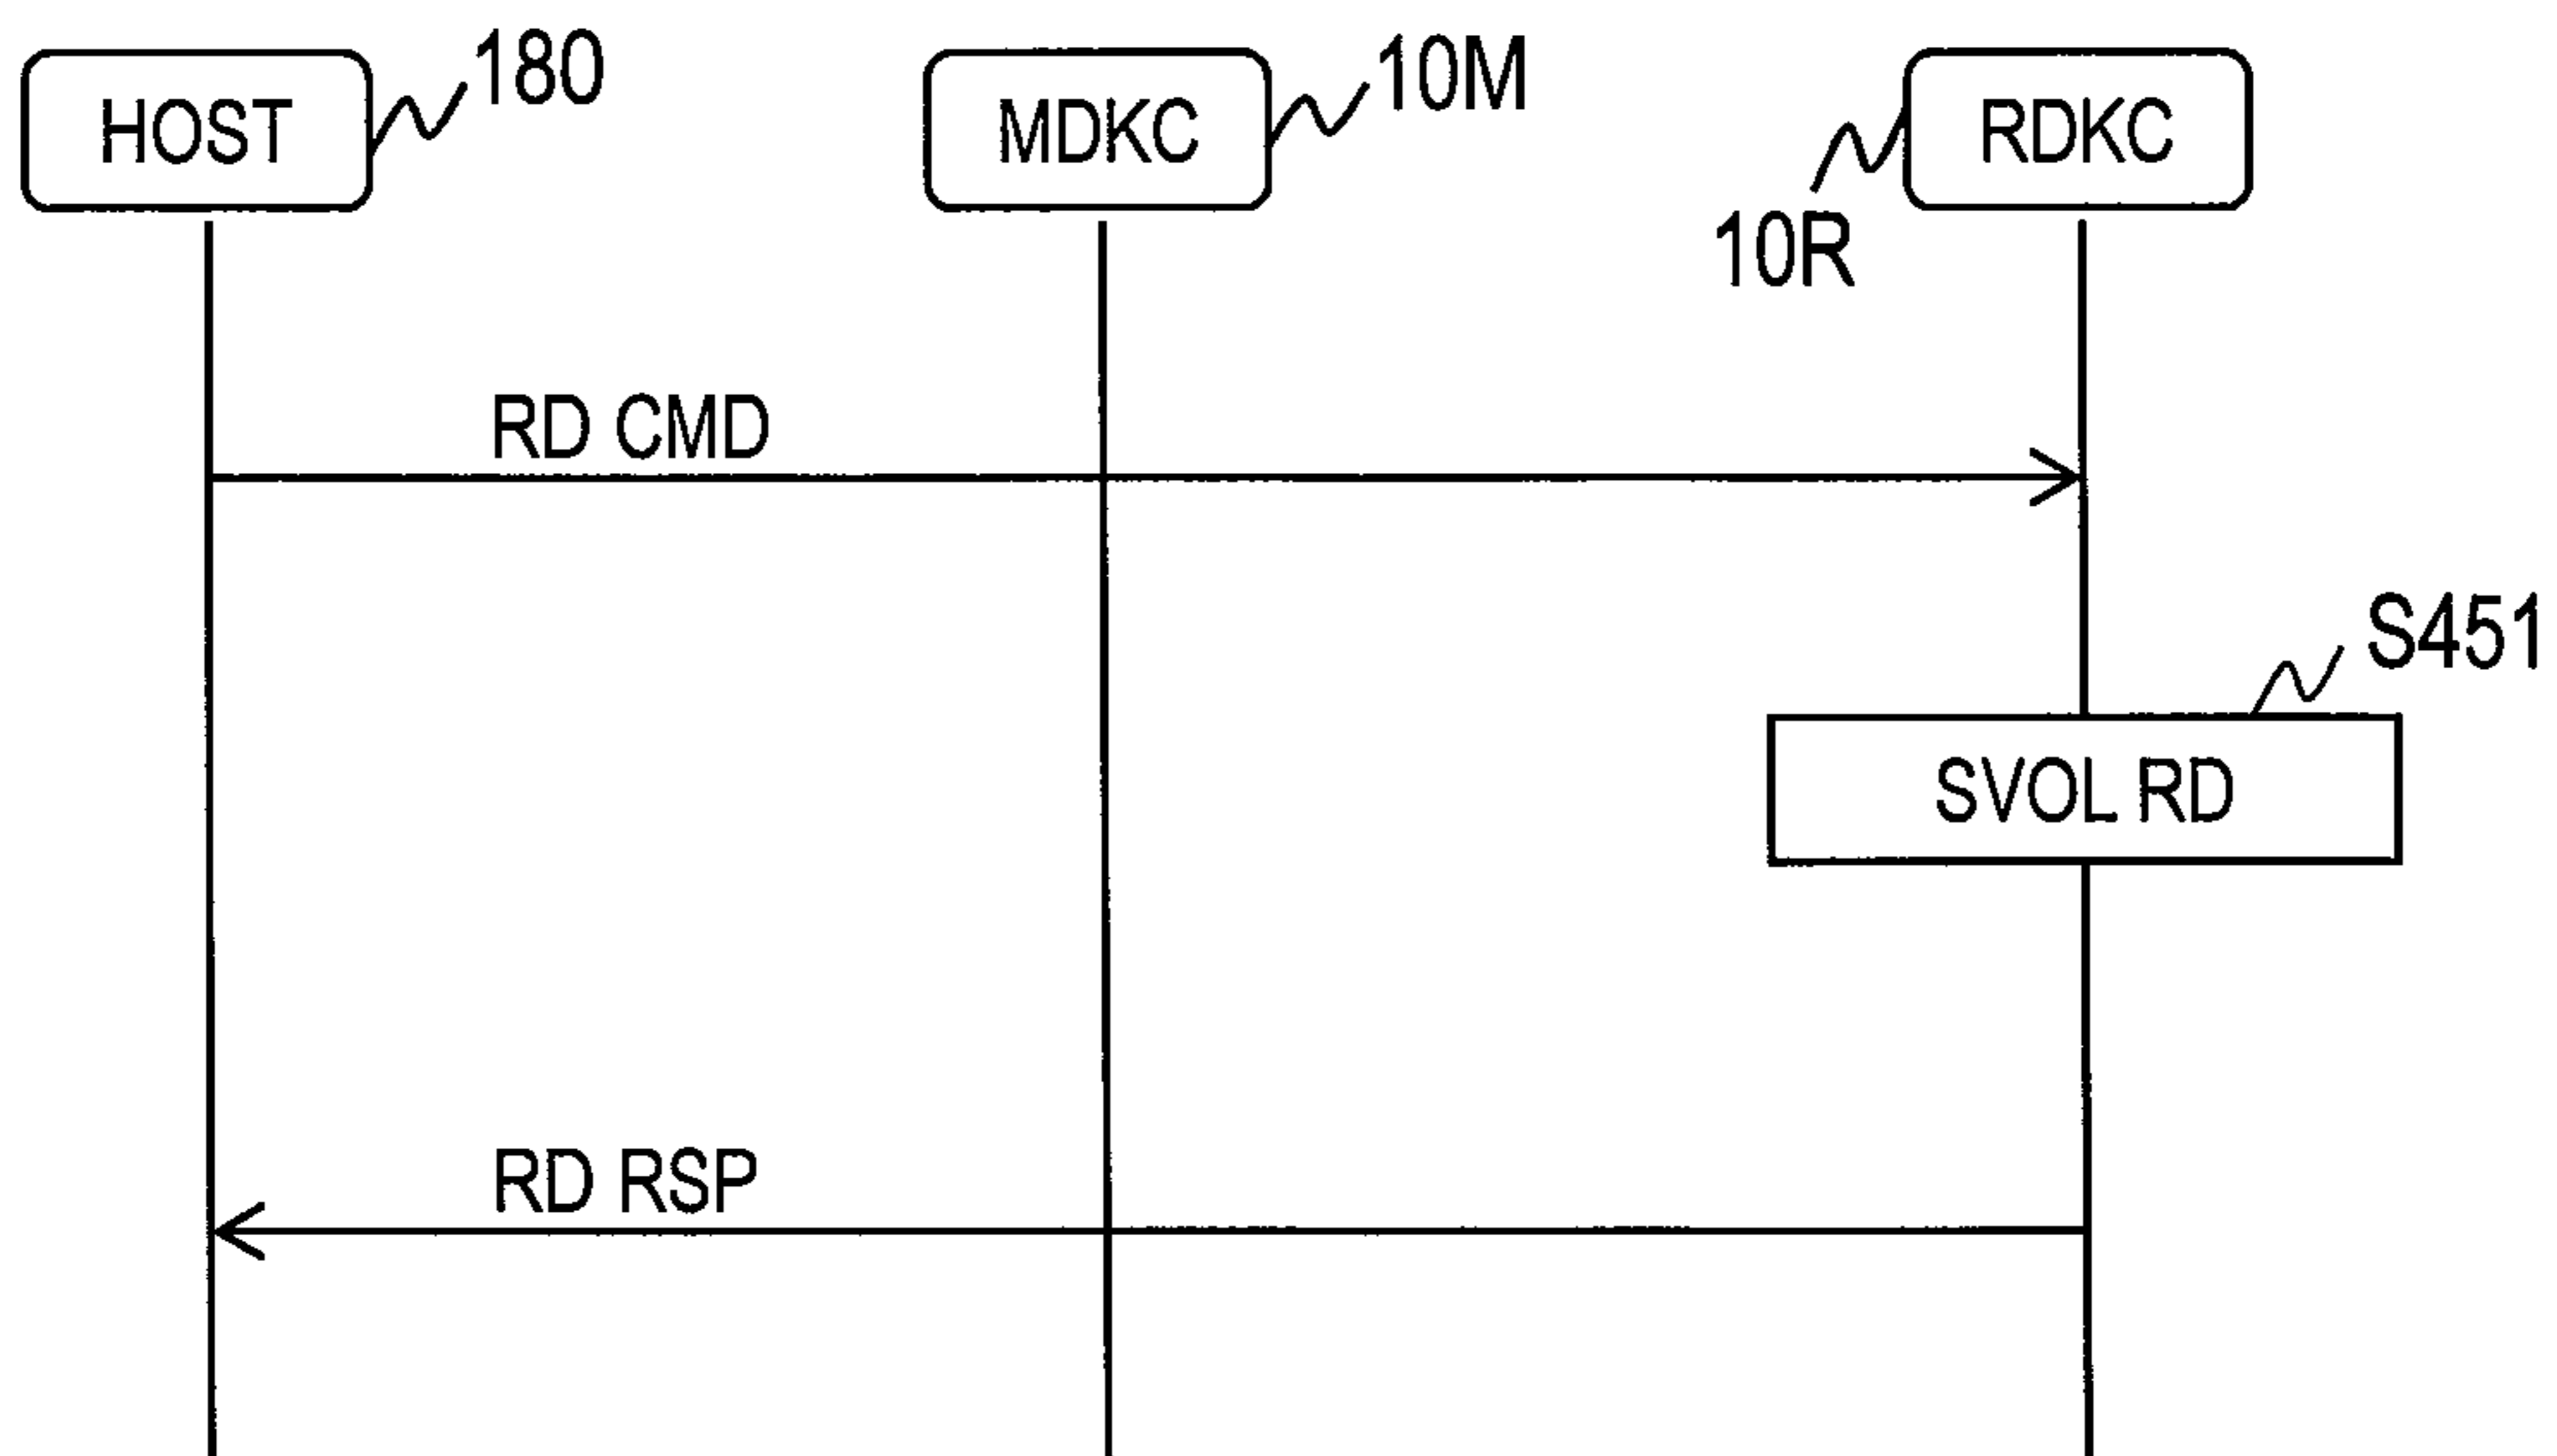 HOST
180
MDKC
10M
RDKC
10R
RD CMD
S451
SVOL RD
RD RSP